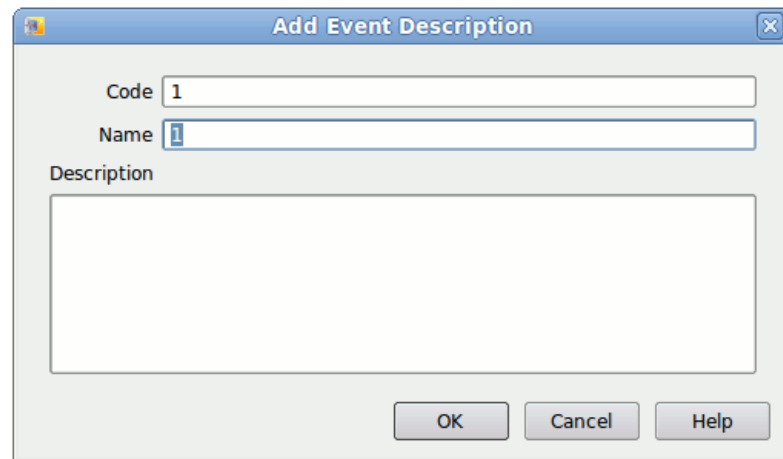 Add Event Description
Code 1
Name 1
Description
OK Cancel Help